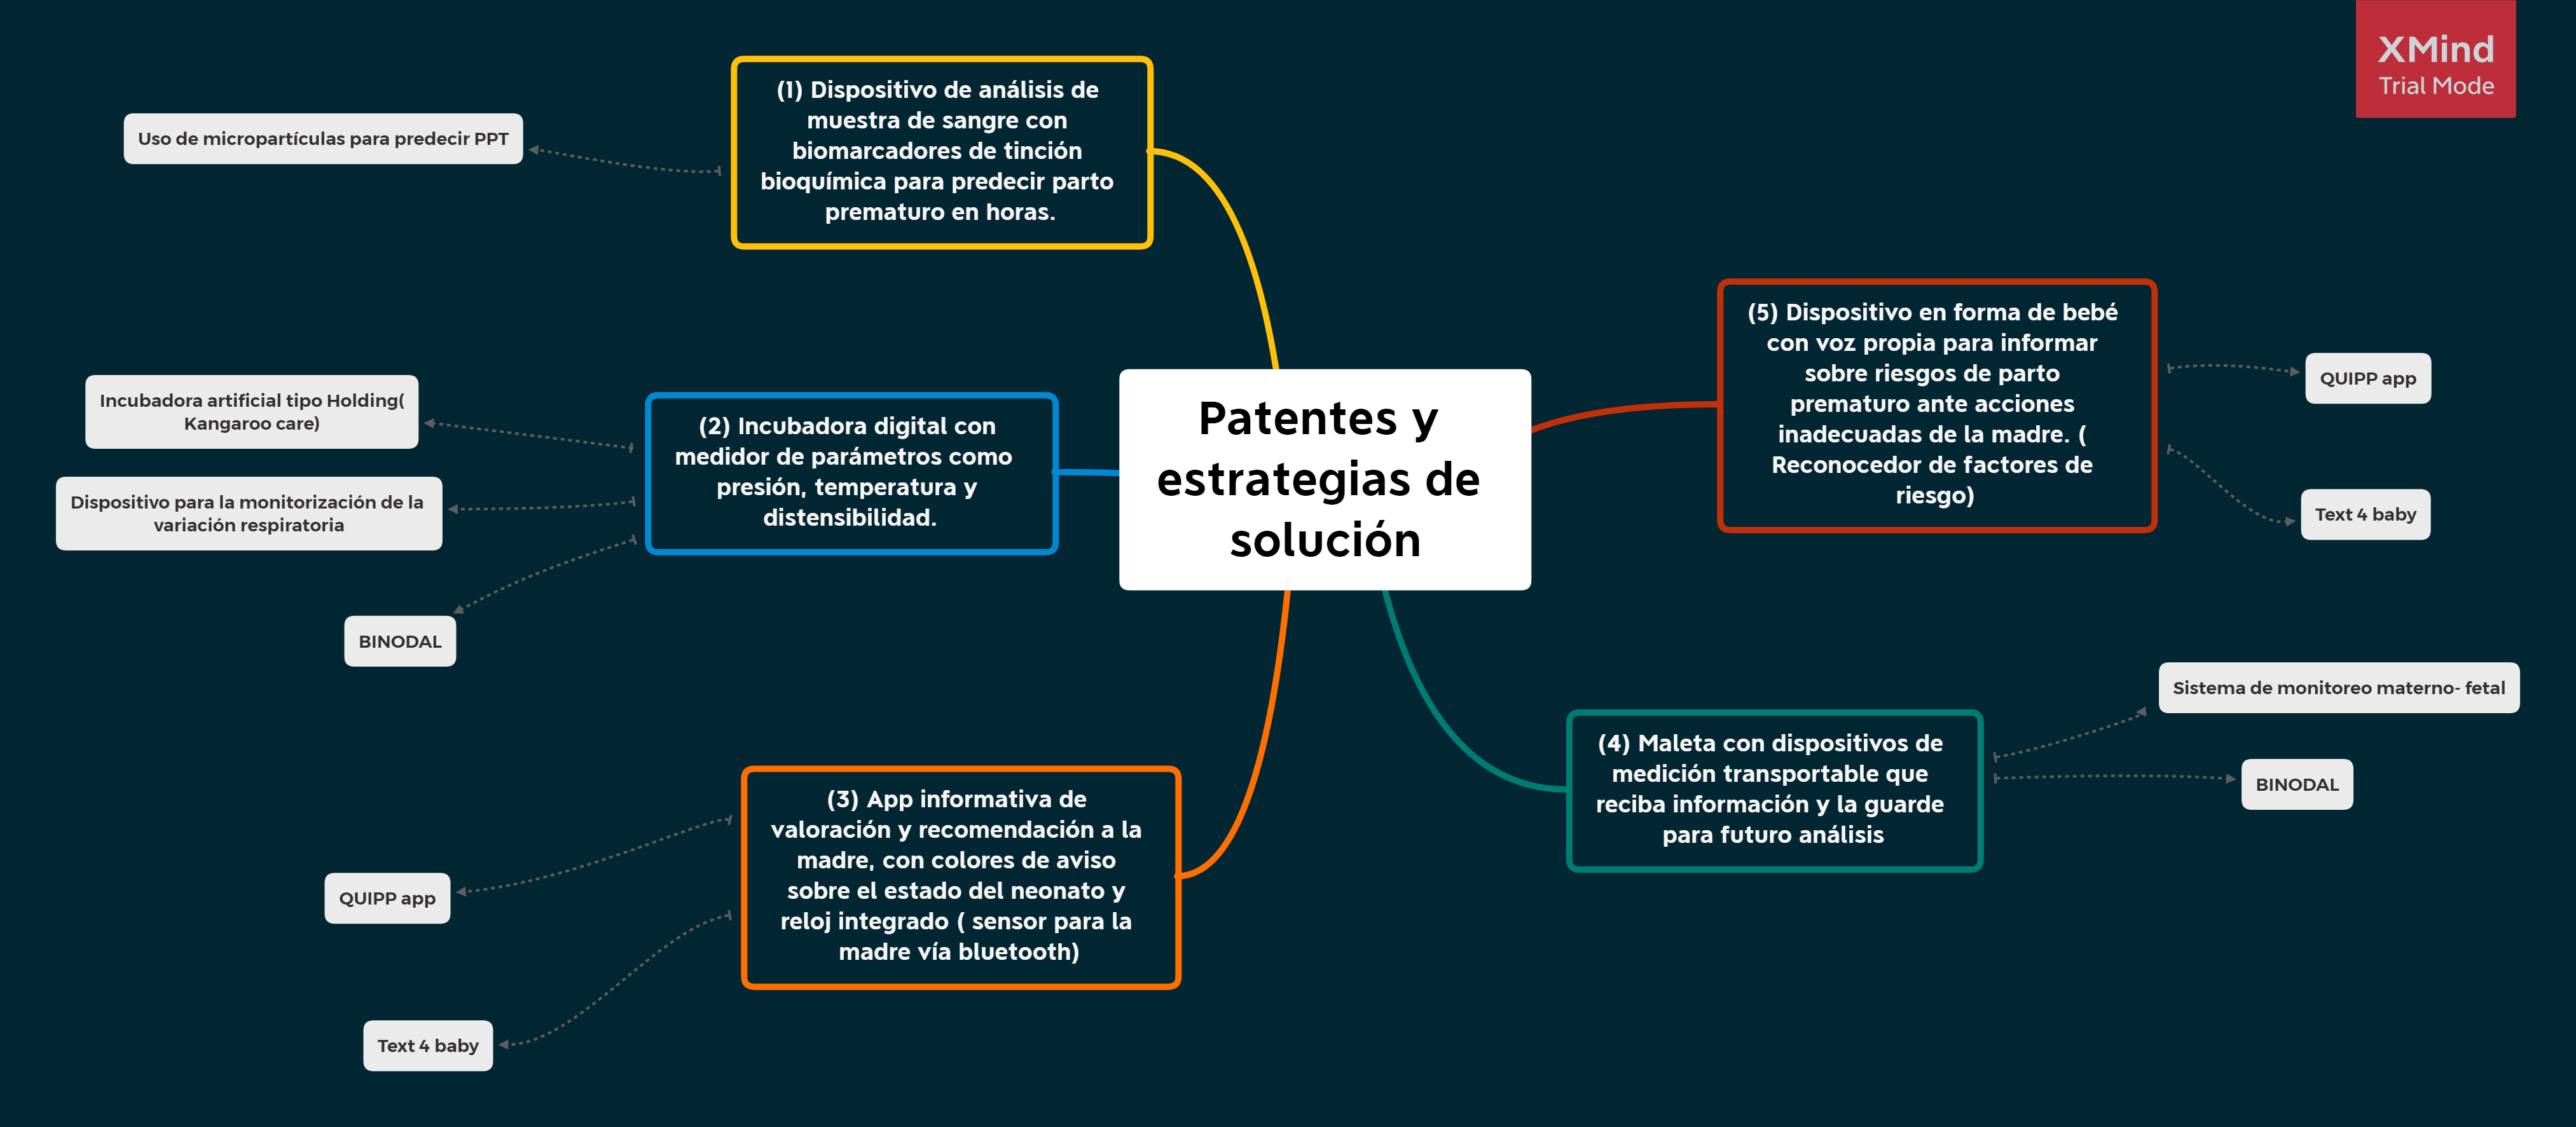 XMind
Trial Mode
(1) Dispositivo de análisis de
muestra de sangre con
biomarcadores de tinción
bioquímica para predecir parto
prematuro en horas.
Uso de micropartículas para predecir PPT
(2) Incubadora digital con
medidor de parámetros como
presión, temperatura y
distensibilidad.
Incubadora artificial tipo Holding(
Kangaroo care)
Dispositivo para la monitorización de la
variación respiratoria
BINODAL
Patentes y
estrategias de
solución
(5) Dispositivo en forma de bebé
con voz propia para informar
sobre riesgos de parto
prematuro ante acciones
inadecuadas de la madre. (
Reconocedor de factores de
riesgo)
QUIPP app
Text 4 baby
(3) App informativa de
valoración y recomendación a la
madre, con colores de aviso
sobre el estado del neonato y
reloj integrado ( sensor para la
madre vía bluetooth)
QUIPP app
Text 4 baby
(4) Maleta con dispositivos de
medición transportable que
reciba información y la guarde
para futuro análisis
Sistema de monitoreo materno- fetal
BINODAL